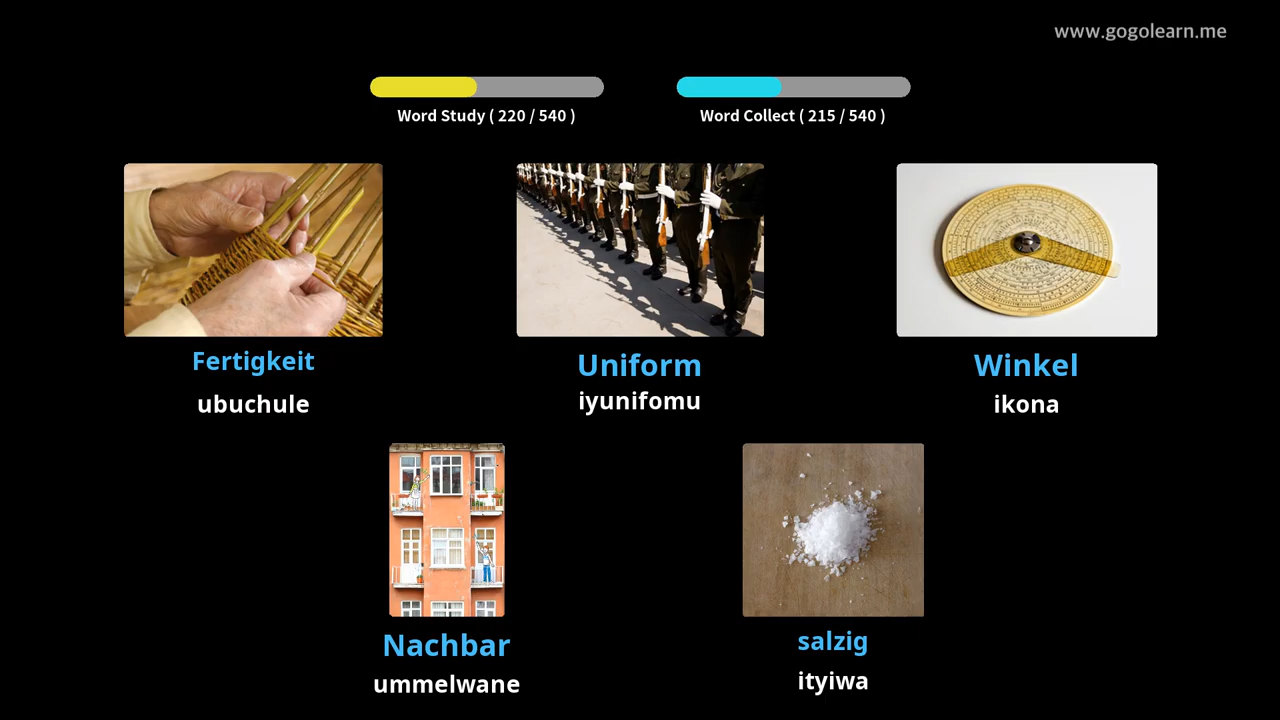 www.gogolearn.me
Word Study ( 220 / 540 )
Word Collect ( 215 / 540 )
Fertigkeit
ubuchule
Uniform
iyunifomu
Winkel
ikona
Nachbar
ummelwane
salzig
ityiwa